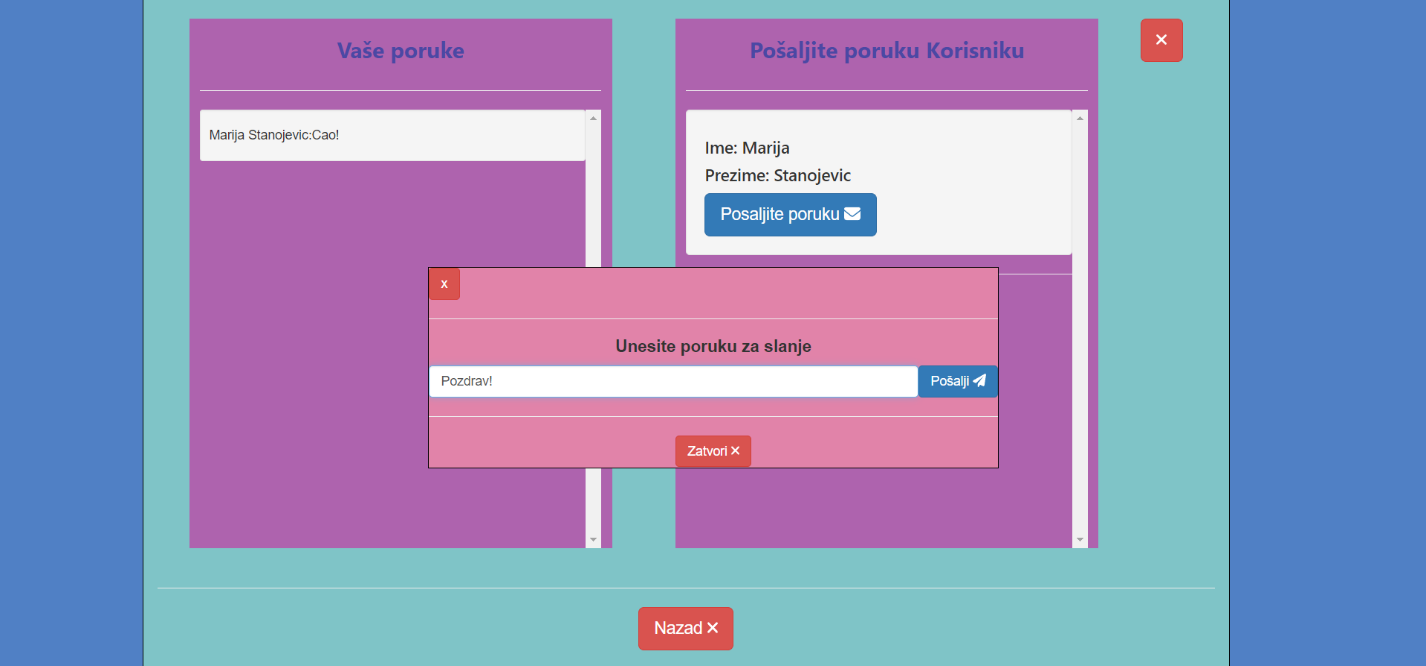 Vaše poruke
Marija Stanojevic:Cao!
Pošaljite poruku Korisniku
Ime: Marija
Prezime: Stanojevic
Posaljite poruku
x
Unesite poruku za slanje
Pozdrav!
Pošalji
Zatvori
Nazad